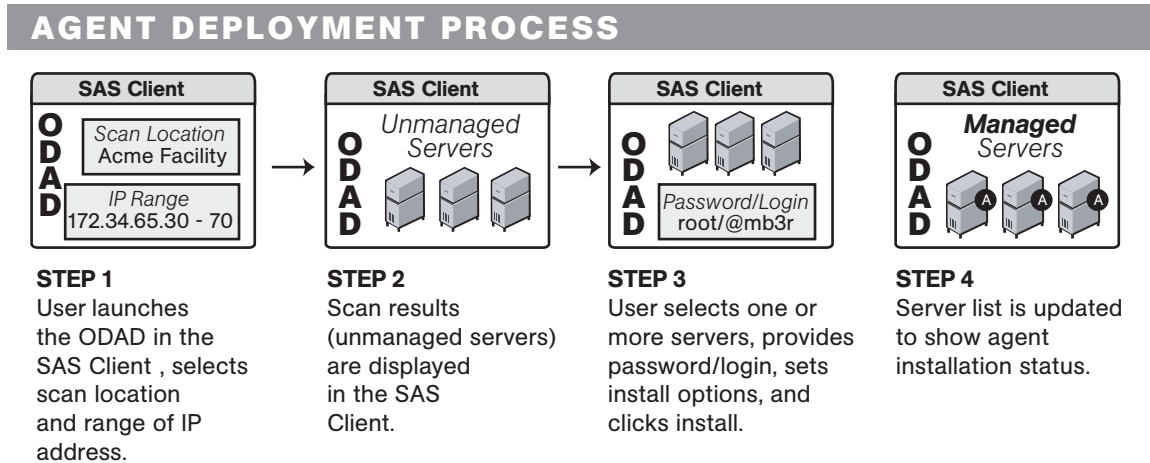 AGENT DEPLOYMENT PROCESS
SAS Client
ODAD
Scan Location
Acme Facility
IP Range
172.34.65.30 - 70
SAS Client
ODAD
Unmanaged
Servers
SAS Client
ODAD
Password/Login
root/@mb3r
SAS Client
ODAD
Managed
Servers
A
A
A
STEP 1
User launches
the ODAD in the
SAS Client , selects
scan location
and range of IP
address.
STEP 2
Scan results
(unmanaged servers)
are displayed
in the SAS
Client.
STEP 3
User selects one or
more servers, provides
password/login, sets
install options, and
clicks install.
STEP 4
Server list is updated
to show agent
installation status.